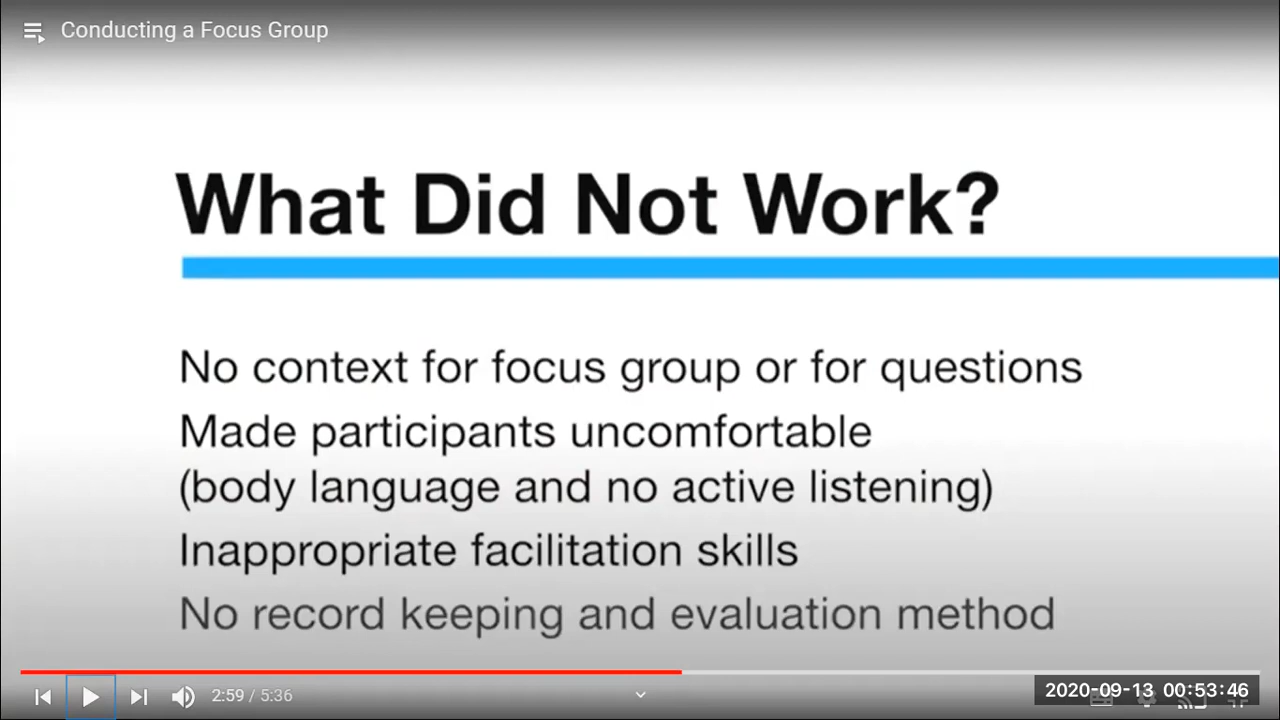 Conducting a Focus Group
What Did Not Work?
No context for focus group or for questions
Made participants uncomfortable
(body language and no active listening)
Inappropriate facilitation skills
No record keeping and evaluation method
2:59 / 5:36
2020-09-13 00:53:46